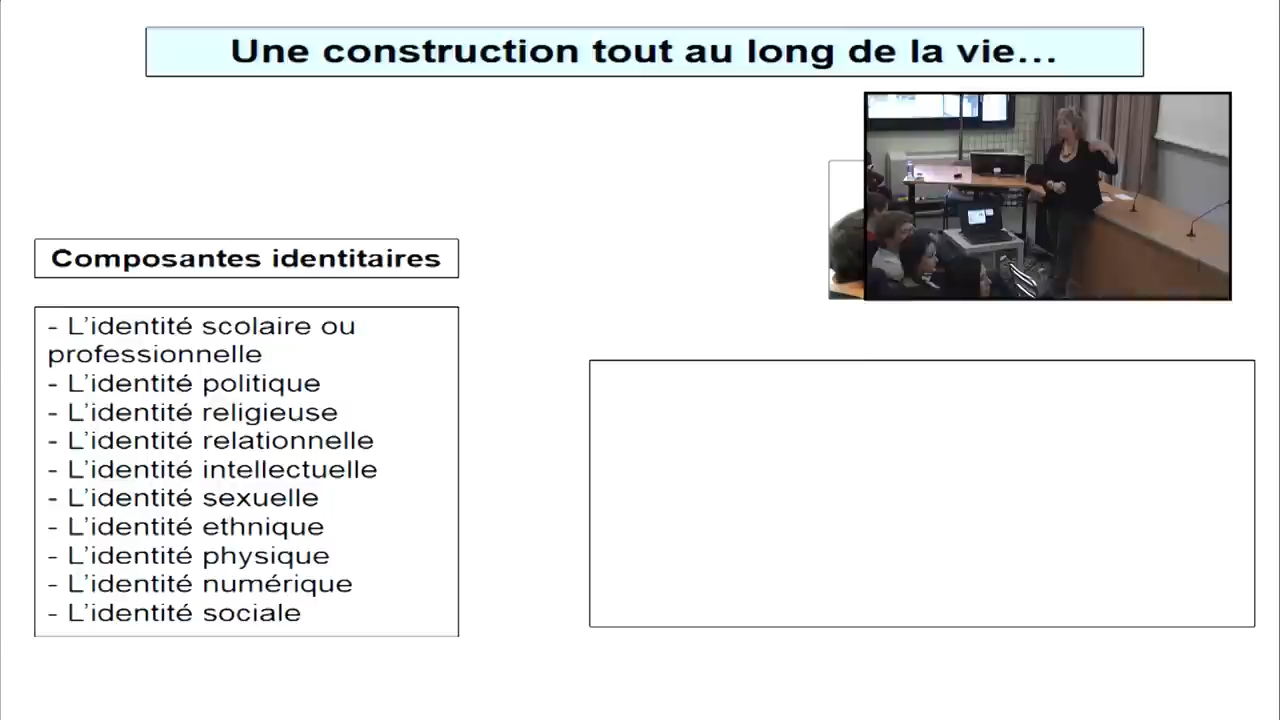 Une construction tout au long de la vie...
Composantes identitaires
- L'identité scolaire ou
professionnelle
- L'identité politique
- L'identité religieuse
- L'identité relationnelle
- L'identité intellectuelle
- L'identité sexuelle
- L'identité ethnique
- L'identité physique
- L'identité numérique
- L'identité sociale